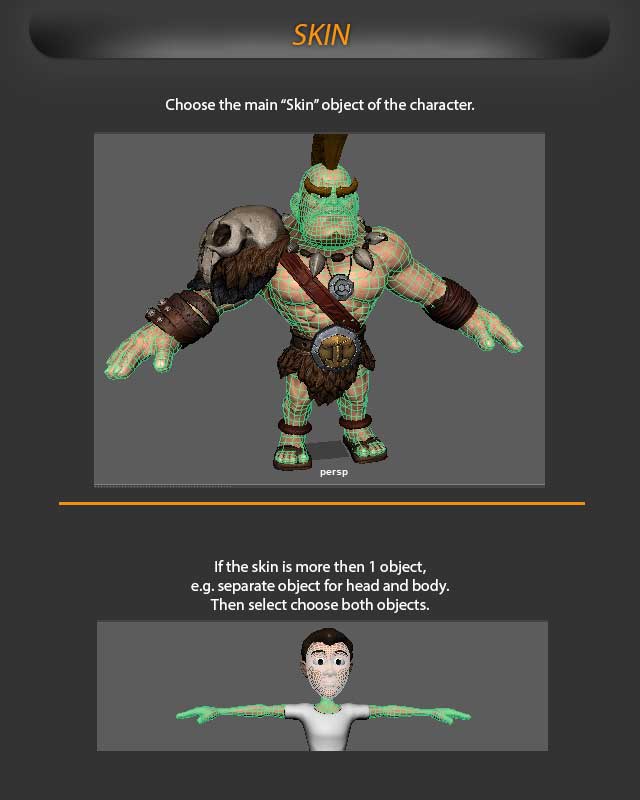 SKIN
Choose the main “Skin” object of the character.
persp
If the skin is more then 1 object,
e.g. separate object for head and body.
Then select choose both objects.